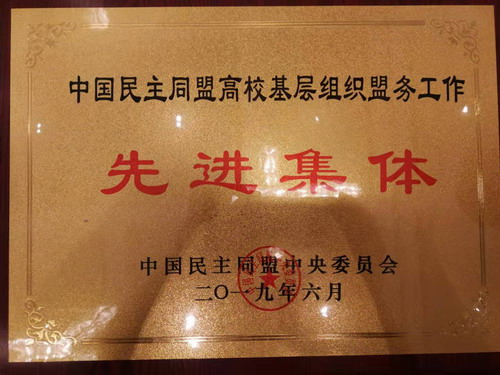 中国民主同盟高校基层组织盟务工作
先进集体
中国民主同盟中央委员会
二〇一九年六月